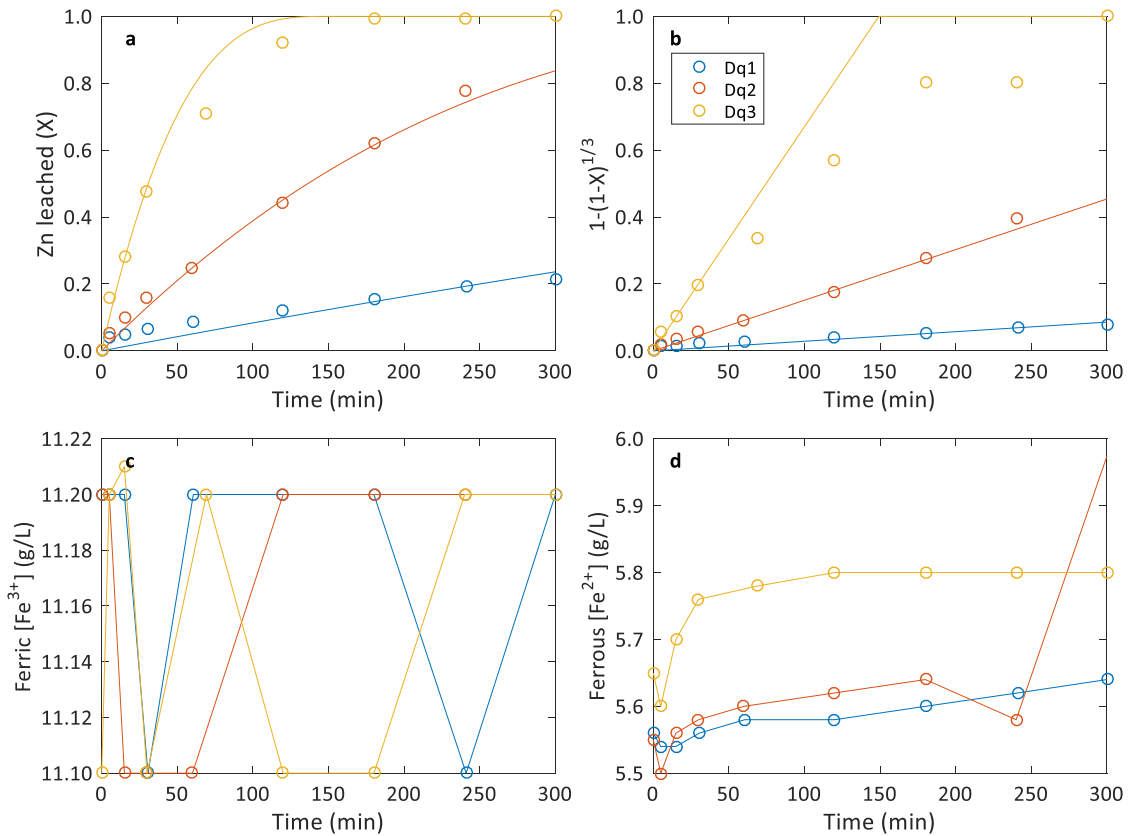 a
1.0
0.8
0.6
0.4
0.2
0.0
Zn leached (X)
0 50 100 150 200 250 300
Time (min)
b
Dq1
Dq2
Dq3
1.0
0.8
0.6
0.4
0.2
0.0
1-(1-X)^1/3
0 50 100 150 200 250 300
Time (min)
c
11.22
11.20
11.18
11.16
11.14
11.12
11.10
Ferric [Fe³⁺] (g/L)
0 50 100 150 200 250 300
Time (min)
d
6.0
5.9
5.8
5.7
5.6
5.5
Ferrous [Fe²⁺] (g/L)
0 50 100 150 200 250 300
Time (min)